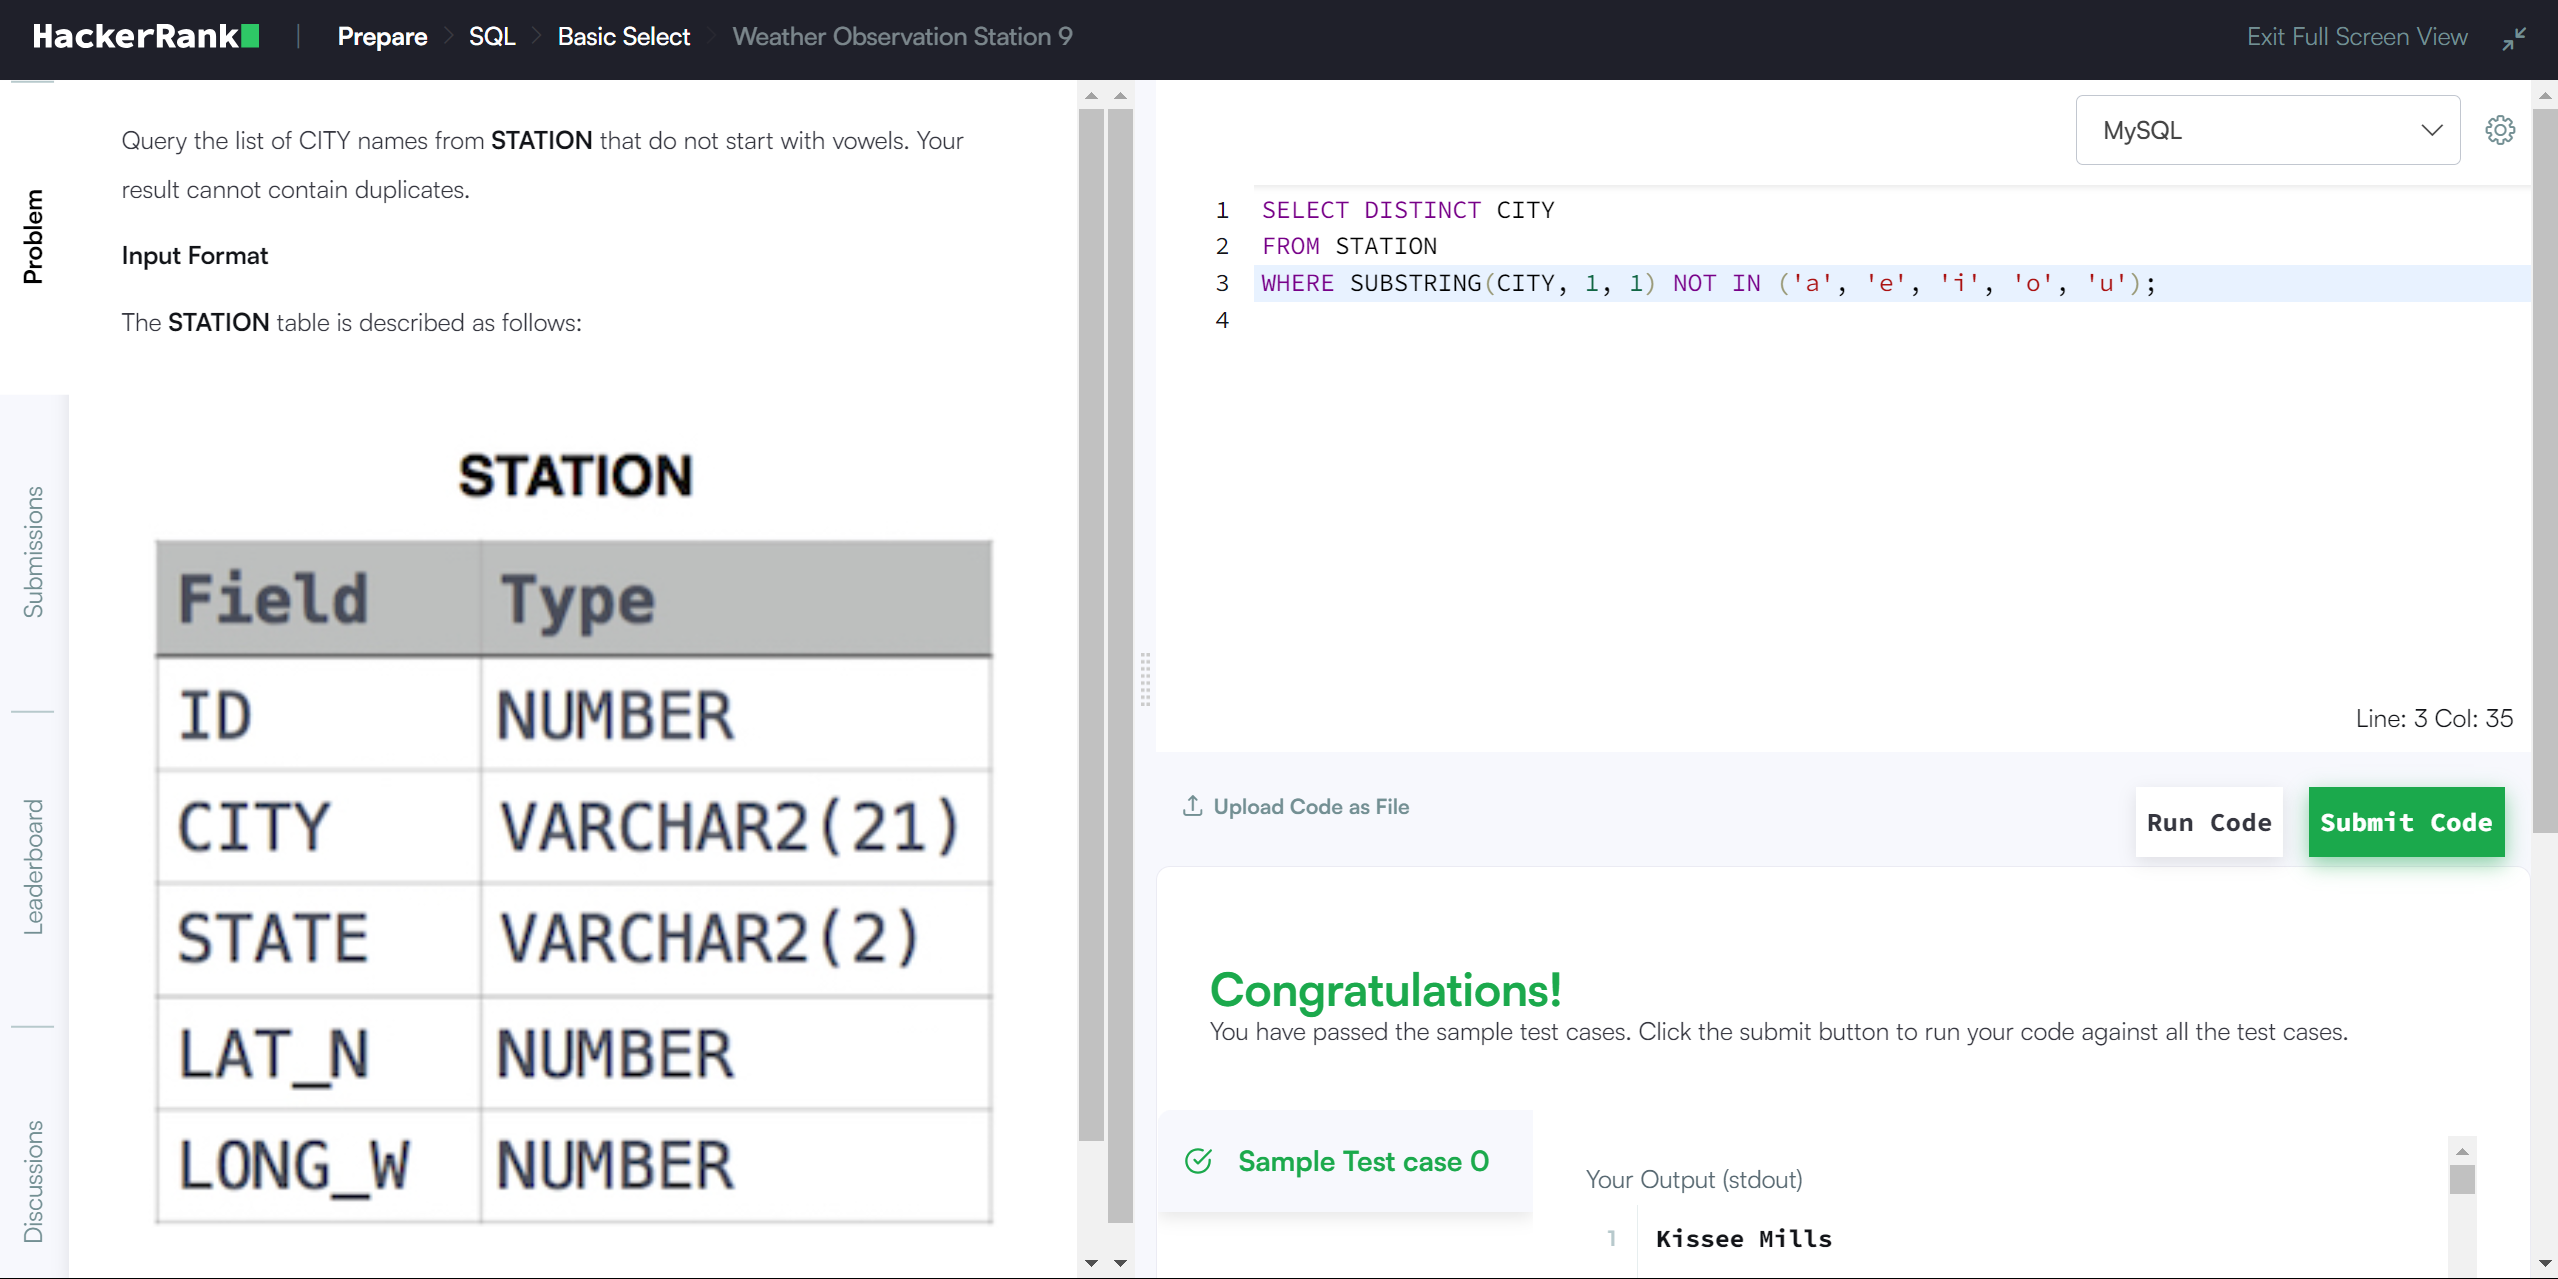 HackerRank | Prepare > SQL > Basic Select > Weather Observation Station 9
Exit Full Screen View
Problem
Submissions
Leaderboard
Discussions
Query the list of CITY names from STATION that do not start with vowels. Your
result cannot contain duplicates.
Input Format
The STATION table is described as follows:
STATION
Field Type
ID NUMBER
CITY VARCHAR2(21)
STATE VARCHAR2(2)
LAT_N NUMBER
LONG_W NUMBER
MySQL
1 SELECT DISTINCT CITY
2 FROM STATION
3 WHERE SUBSTRING(CITY, 1, 1) NOT IN ('a', 'e', 'i', 'o', 'u');
4
Line: 3 Col: 35
Upload Code as File
Run Code
Submit Code
Congratulations!
You have passed the sample test cases. Click the submit button to run your code against all the test cases.
Sample Test case 0
Your Output (stdout)
1 Kissee Mills